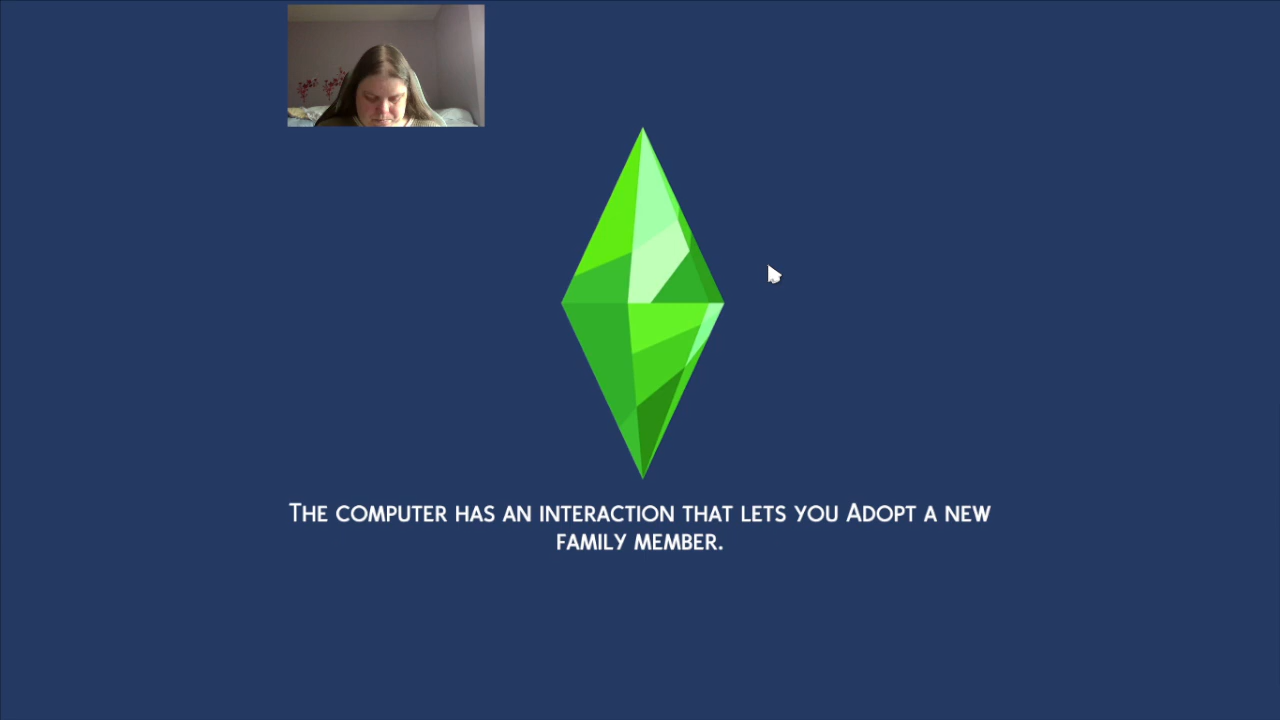 The computer has an interaction that lets you Adopt a new
family member.